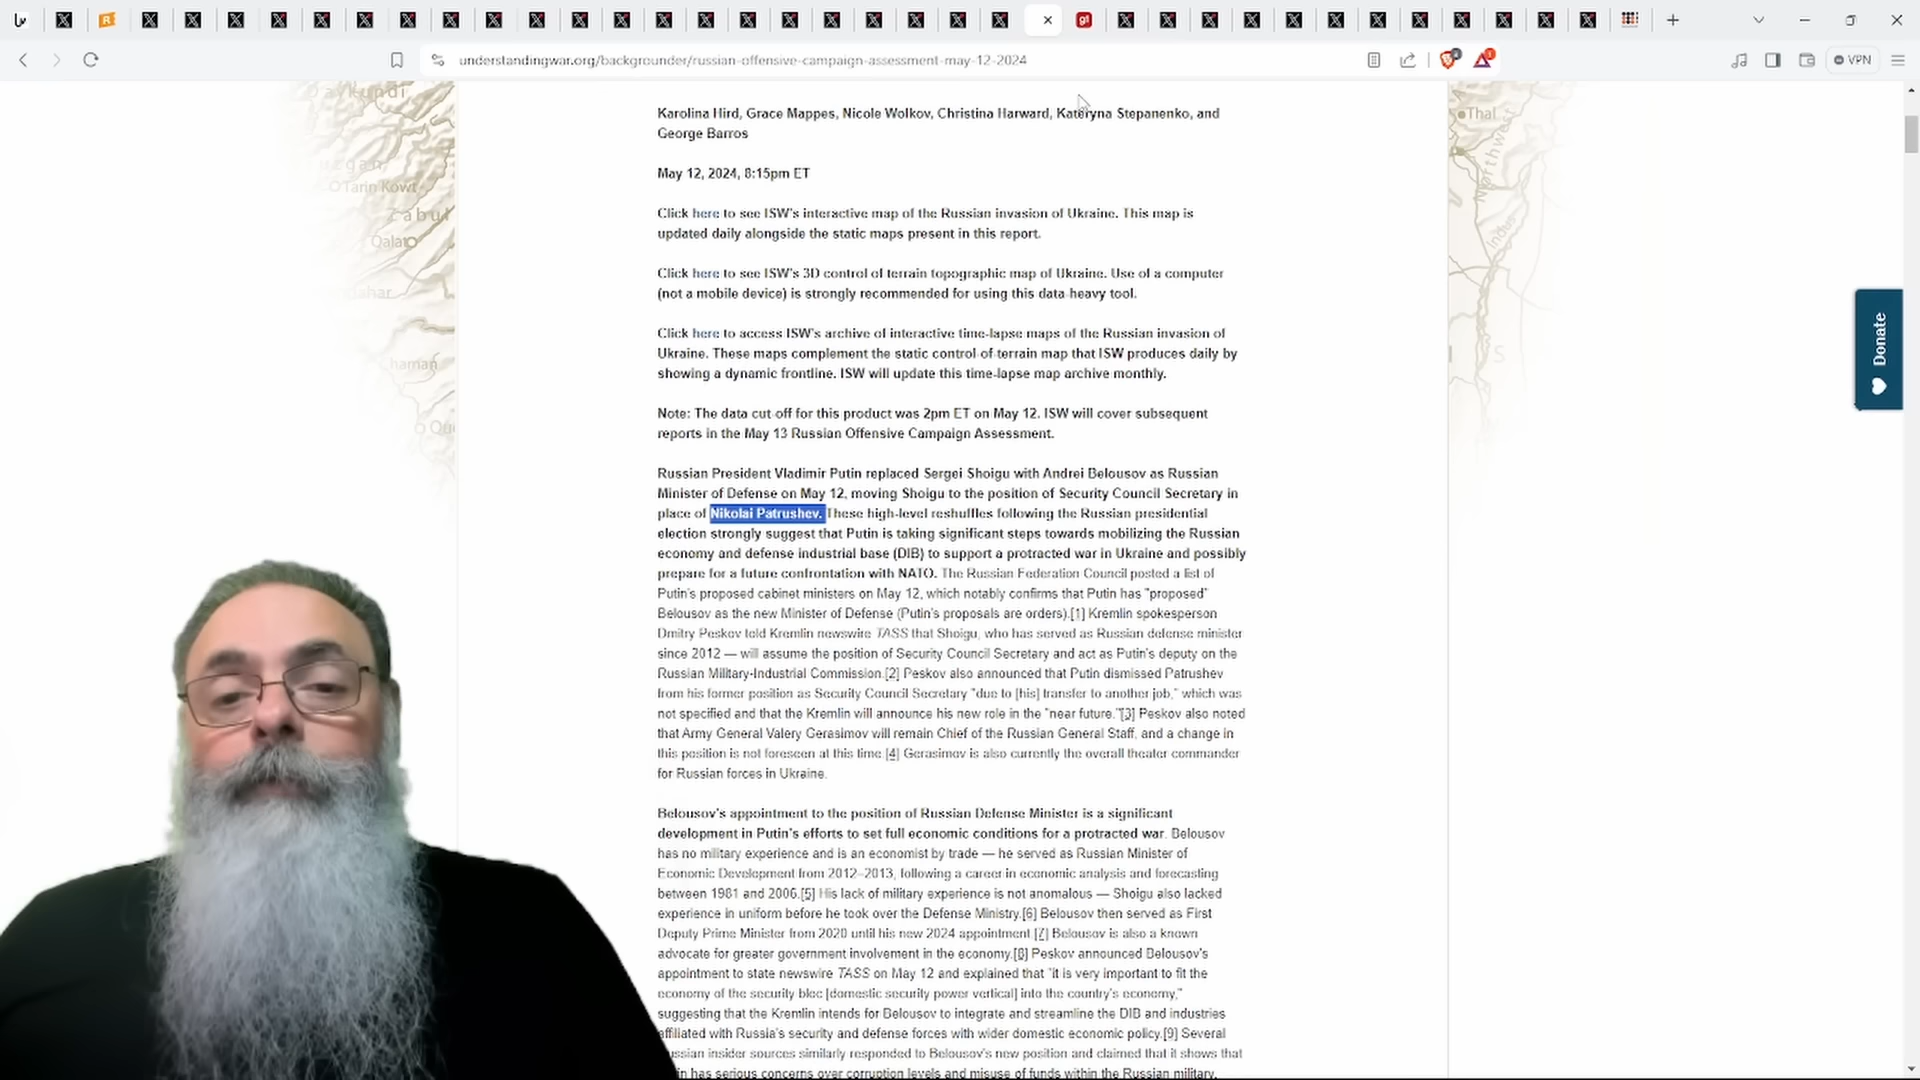 understandingwar.org/backgrounder/russian-offensive-campaign-assessment-may-12-2024
VPN
Karolina Hird, Grace Mappes, Nicole Wolkov, Christina Harward, Kateryna Stepanenko, and
George Barros
May 12, 2024, 8:15pm ET
Click here to see ISW's interactive map of the Russian invasion of Ukraine. This map is
updated daily alongside the static maps present in this report.
Click here to see ISW's 3D control of terrain topographic map of Ukraine. Use of a computer
(not a mobile device) is strongly recommended for using this data-heavy tool.
Click here to access ISW's archive of interactive time-lapse maps of the Russian invasion of
Ukraine. These maps complement the static control-of-terrain map that ISW produces daily by
showing a dynamic frontline. ISW will update this time-lapse map archive monthly.
Note: The data cut-off for this product was 2pm ET on May 12. ISW will cover subsequent
reports in the May 13 Russian Offensive Campaign Assessment.
Russian President Vladimir Putin replaced Sergei Shoigu with Andrei Belousov as Russian
Minister of Defense on May 12, moving Shoigu to the position of Security Council Secretary in
place of Nikolai Patrushev. These high-level reshuffles following the Russian presidential
election strongly suggest that Putin is taking significant steps towards mobilizing the Russian
economy and defense industrial base (DIB) to support a protracted war in Ukraine and possibly
prepare for a future confrontation with NATO. The Russian Federation Council posted a list of
Putin's proposed cabinet ministers on May 12, which notably confirms that Putin has "proposed"
Belousov as the new Minister of Defense (Putin's proposals are orders).[1] Kremlin spokesperson
Dmitry Peskov told Kremlin newswire TASS that Shoigu, who has served as Russian defense minister
since 2012 — will assume the position of Security Council Secretary and act as Putin's deputy on the
Russian Military-Industrial Commission.[2] Peskov also announced that Putin dismissed Patrushev
from his former position as Security Council Secretary "due to [his] transfer to another job," which was
not specified and that the Kremlin will announce his new role in the "near future."[3] Peskov also noted
that Army General Valery Gerasimov will remain Chief of the Russian General Staff, and a change in
this position is not foreseen at this time.[4] Gerasimov is also currently the overall theater commander
for Russian forces in Ukraine.
Belousov's appointment to the position of Russian Defense Minister is a significant
development in Putin's efforts to set full economic conditions for a protracted war. Belousov
has no military experience and is an economist by trade — he served as Russian Minister of
Economic Development from 2012–2013, following a career in economic analysis and forecasting
between 1981 and 2006.[5] His lack of military experience is not anomalous — Shoigu also lacked
experience in uniform before he took over the Defense Ministry.[6] Belousov then served as First
Deputy Prime Minister from 2020 until his new 2024 appointment.[7] Belousov is also a known
advocate for greater government involvement in the economy.[8] Peskov announced Belousov's
appointment to state newswire TASS on May 12 and explained that "it is very important to fit the
economy of the security bloc [domestic security power vertical] into the country's economy,"
suggesting that the Kremlin intends for Belousov to integrate and streamline the DIB and industries
affiliated with Russia's security and defense forces with wider domestic economic policy.[9] Several
insider sources similarly responded to Belousov's new position and claimed that it shows that
has serious concerns over corruption levels and misuse of funds within the Russian military,
Tarin Kowt
Zabul
Qalat
Thal
Indus
Donate